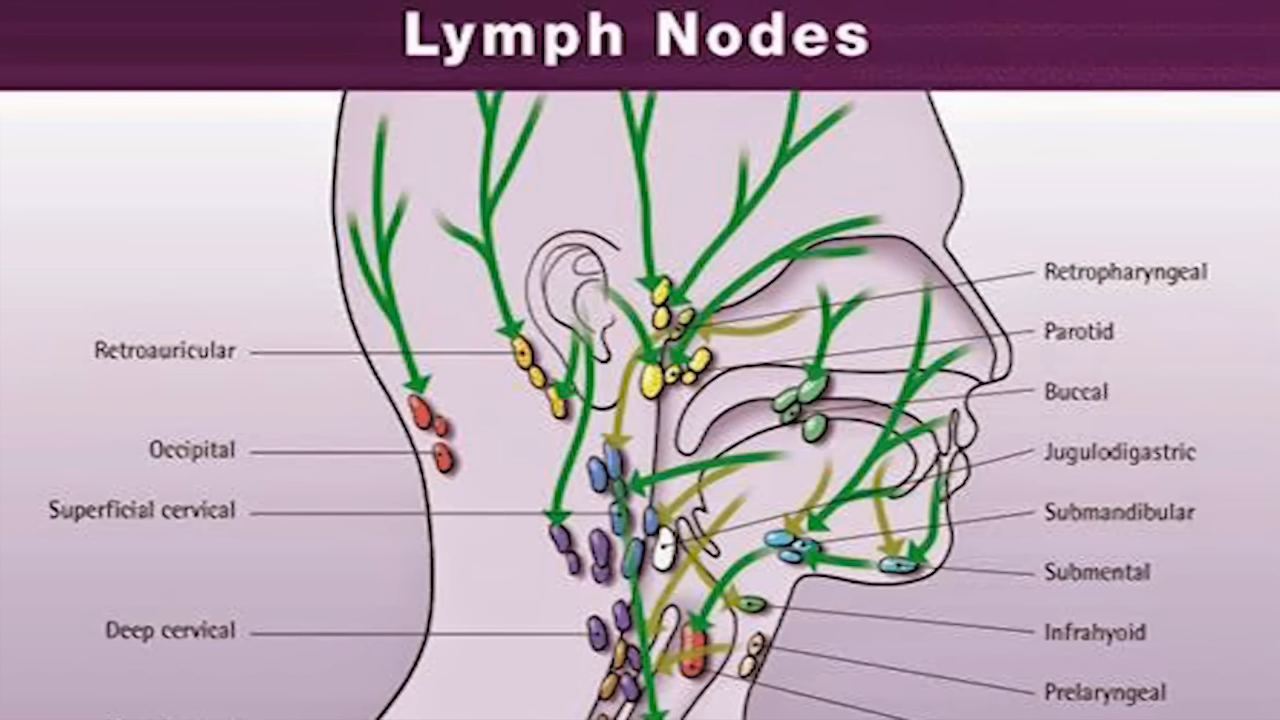 Lymph Nodes
Retroauricular
Occipital
Superficial cervical
Deep cervical
Retropharyngeal
Parotid
Buccal
Jugulodigastric
Submandibular
Submental
Infrahyoid
Prelaryngeal